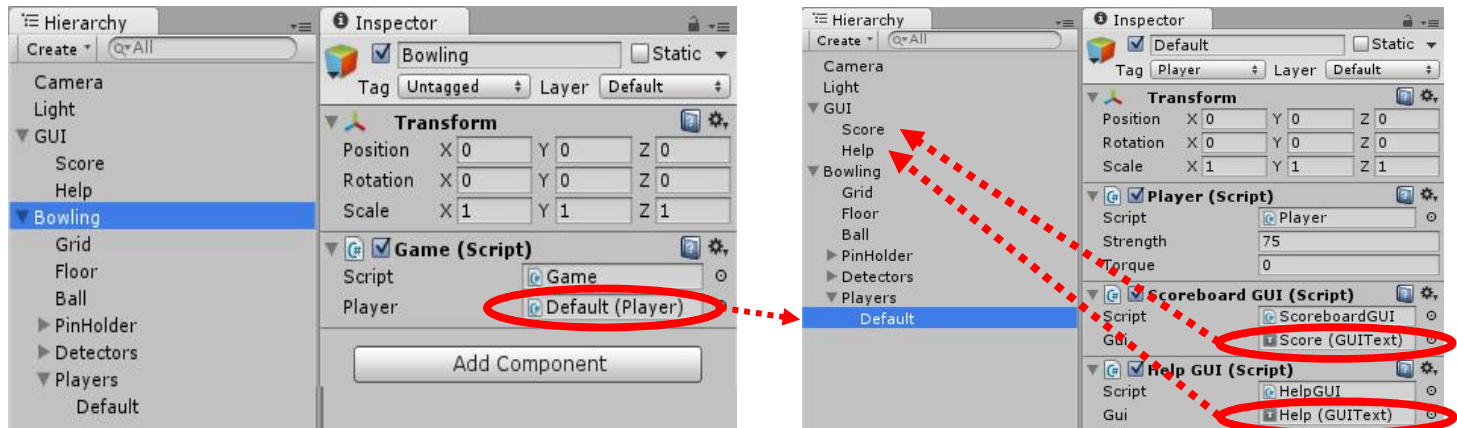 Hierarchy
Create All
Camera
Light
GUI
Score
Help
Bowling
Grid
Floor
Ball
PinHolder
Detectors
Players
Default
Inspector
Bowling Static
Tag Untagged Layer Default
Transform
Position X 0 Y 0 Z 0
Rotation X 0 Y 0 Z 0
Scale X 1 Y 1 Z 1
Game (Script)
Script Game
Player Default (Player)
Add Component
Hierarchy
Create All
Camera
Light
GUI
Score
Help
Bowling
Grid
Floor
Ball
PinHolder
Detectors
Players
Default
Inspector
Default Static
Tag Player Layer Default
Transform
Position X 0 Y 0 Z 0
Rotation X 0 Y 0 Z 0
Scale X 1 Y 1 Z 1
Player (Script)
Script Player
Strength 75
Torque 0
Scoreboard GUI (Script)
Script ScoreboardGUI
Gui Score (GUIText)
Help GUI (Script)
Script HelpGUI
Gui Help (GUIText)